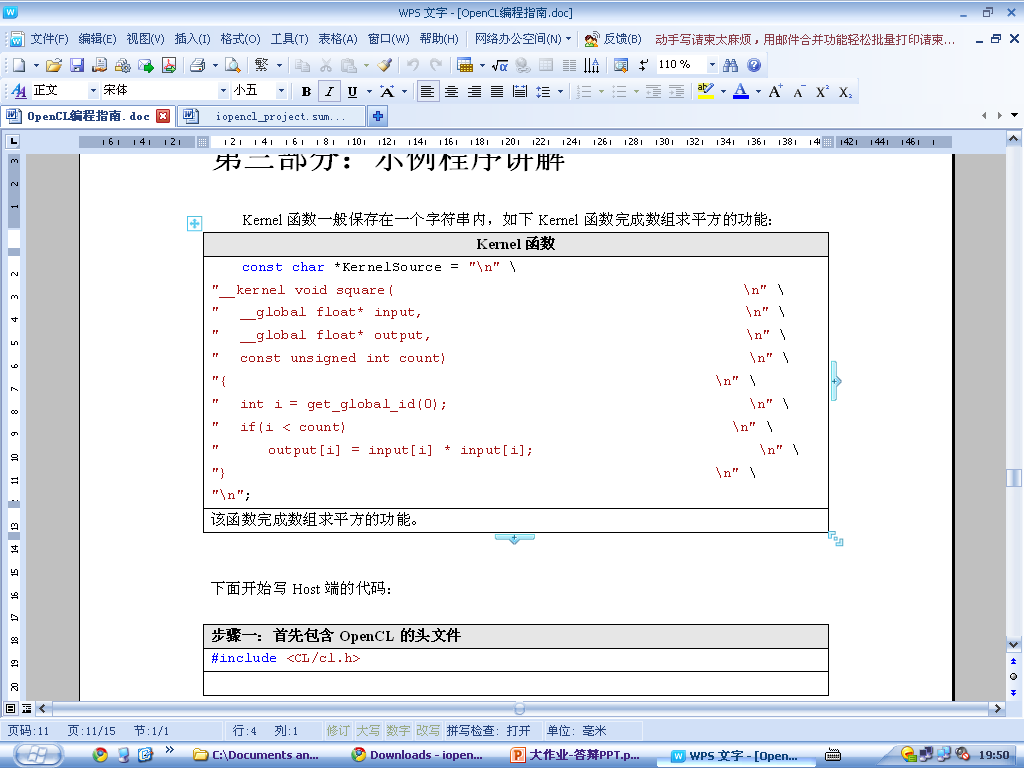 WPS 文字 - [OpenCL编程指南.doc]
文件(F) 编辑(E) 视图(V) 插入(I) 格式(O) 工具(T) 表格(A) 窗口(W) 帮助(H) 网络办公空间(N) 反馈(B) 动手写请柬太麻烦，用邮件合并功能轻松批量打印请柬...
繁 110 %
正文 宋体 小五 B I U
OpenCL编程指南.doc iopencl_project.sum...
第三部分：示例程序讲解
Kernel 函数一般保存在一个字符串内，如下 Kernel 函数完成数组求平方的功能：
Kernel 函数
const char *KernelSource = "\n" \
"__kernel void square( \n" \
" __global float* input, \n" \
" __global float* output, \n" \
" const unsigned int count) \n" \
"{ \n" \
" int i = get_global_id(0); \n" \
" if(i < count) \n" \
" output[i] = input[i] * input[i]; \n" \
"} \n" \
"\n";
该函数完成数组求平方的功能。
下面开始写 Host 端的代码：
步骤一：首先包含 OpenCL 的头文件
#include <CL/cl.h>
页码:11 页:11/15 节:1/1 行:4 列:1 修订 大写 数字 改写 拼写检查: 打开 单位: 毫米
C:\Documents an... Downloads - iopen... 大作业-答辩PPT.p... WPS 文字 - [Open... 19:50